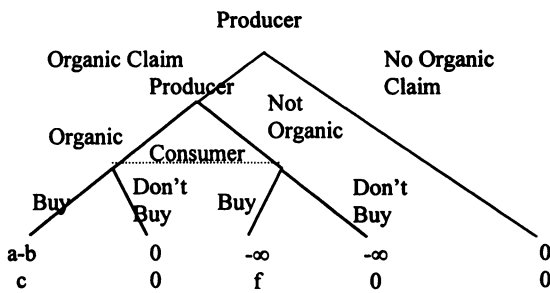 Producer
Organic Claim
No Organic
Claim
Producer
Not
Organic
Organic
Consumer
Buy
Don't
Buy
Buy
Don't
Buy
a-b 0 -∞ -∞ 0
c 0 f 0 0